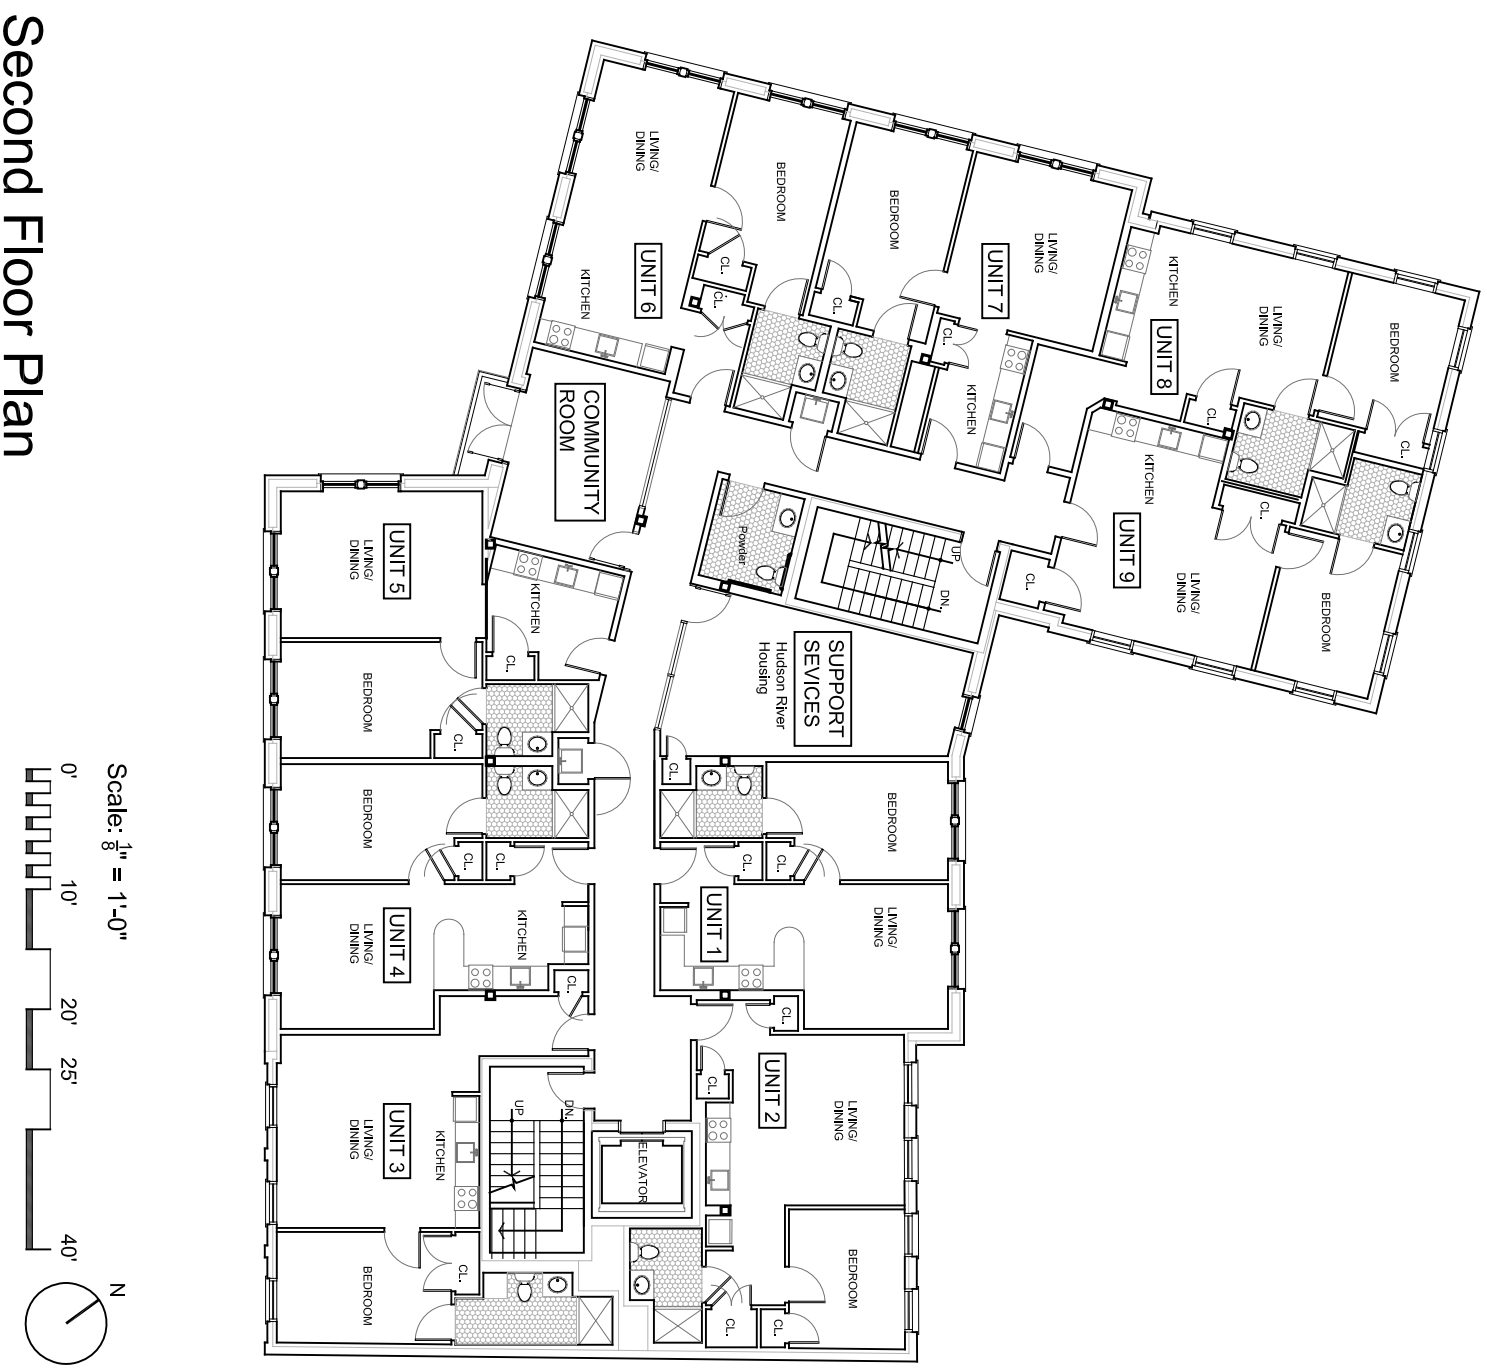 Second Floor Plan
LIVING/
DINING
UNIT 6
KITCHEN
BEDROOM
CL.
CL.
BEDROOM
CL.
LIVING/
DINING
UNIT 7
CL.
KITCHEN
KITCHEN
UNIT 8
LIVING/
DINING
CL.
BEDROOM
CL.
KITCHEN
UNIT 9
LIVING/
DINING
CL.
CL.
BEDROOM
COMMUNITY
ROOM
Powder
UP
DN.
SUPPORT
SEVICES
Hudson River
Housing
CL.
UNIT 5
LIVING/
DINING
KITCHEN
CL.
BEDROOM
CL.
BEDROOM
CL.
CL.
UNIT 4
LIVING/
DINING
KITCHEN
BEDROOM
CL.
CL.
UNIT 1
LIVING/
DINING
CL.
UNIT 3
LIVING/
DINING
KITCHEN
BEDROOM
CL.
UP
DN.
ELEVATOR
CL.
CL.
UNIT 2
LIVING/
DINING
BEDROOM
CL.
CL.
Scale: 1/8" = 1'-0"
0'
10'
20'
25'
40'
N